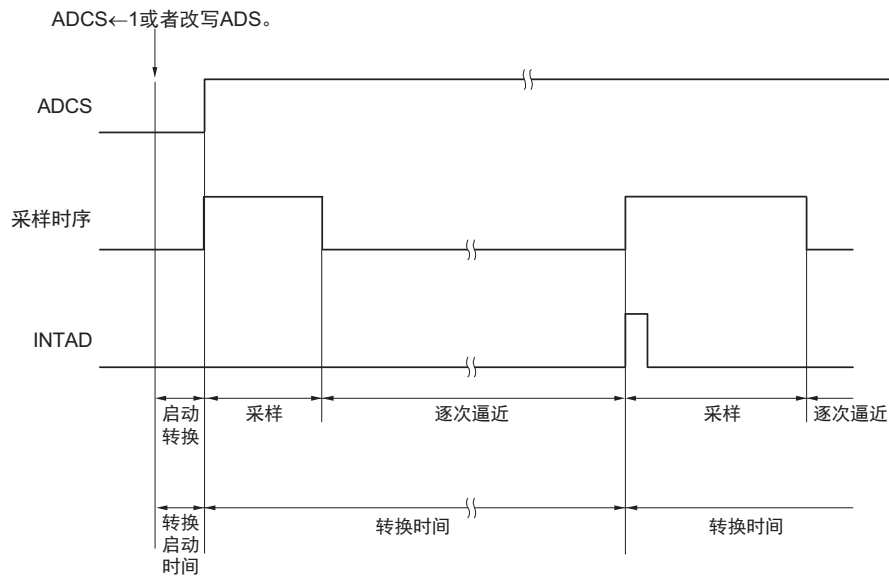 ADCS←1或者改写ADS。
ADCS
采样时序
INTAD
启动
转换
采样
逐次逼近
采样
逐次逼近
转换
启动
时间
转换时间
转换时间